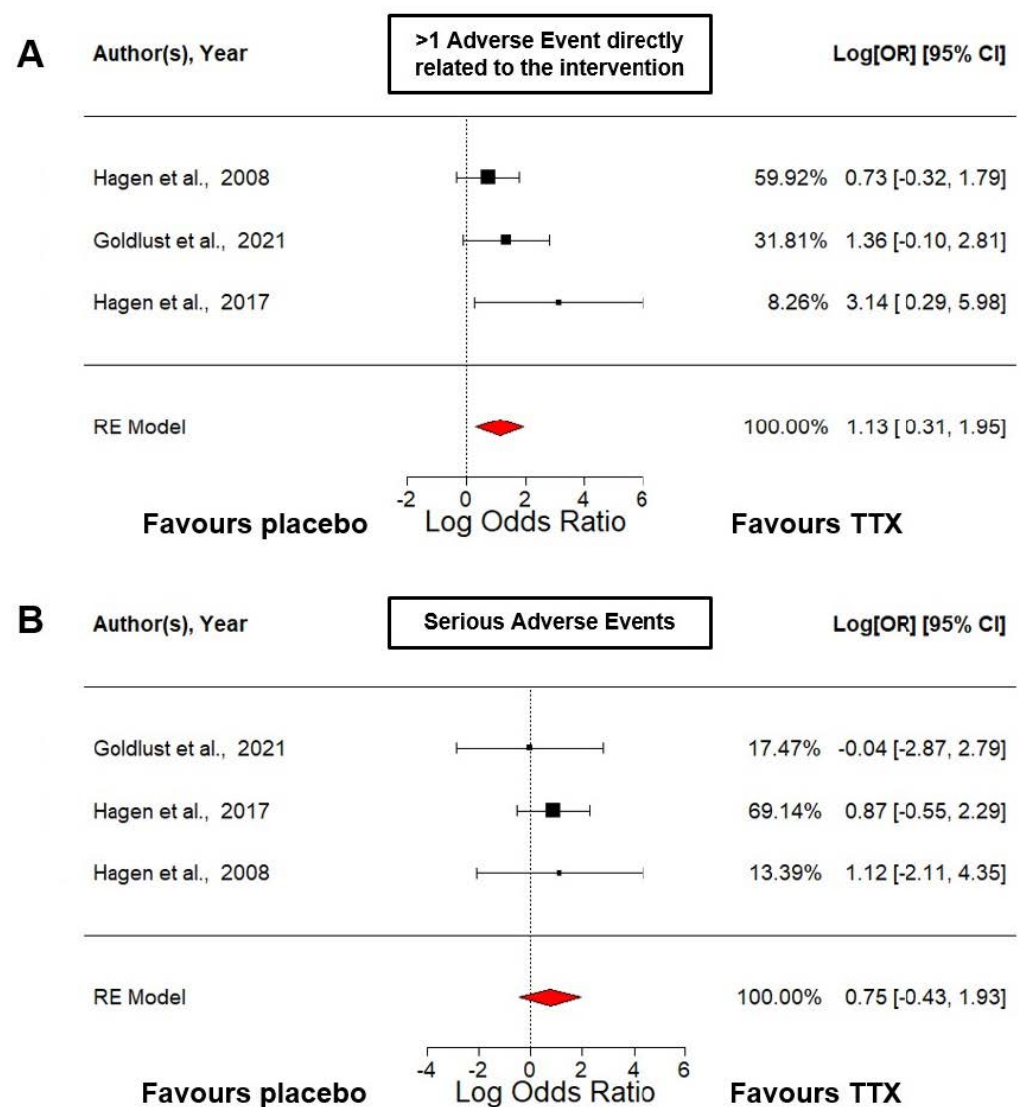 A
Author(s), Year
>1 Adverse Event directly
related to the intervention
Log[OR] [95% CI]
Hagen et al., 2008 59.92% 0.73 [-0.32, 1.79]
Goldlust et al., 2021 31.81% 1.36 [-0.10, 2.81]
Hagen et al., 2017 8.26% 3.14 [ 0.29, 5.98]
RE Model 100.00% 1.13 [ 0.31, 1.95]
-2 0 2 4 6
Favours placebo Log Odds Ratio Favours TTX
B
Author(s), Year
Serious Adverse Events
Log[OR] [95% CI]
Goldlust et al., 2021 17.47% -0.04 [-2.87, 2.79]
Hagen et al., 2017 69.14% 0.87 [-0.55, 2.29]
Hagen et al., 2008 13.39% 1.12 [-2.11, 4.35]
RE Model 100.00% 0.75 [-0.43, 1.93]
-4 -2 0 2 4 6
Favours placebo Log Odds Ratio Favours TTX